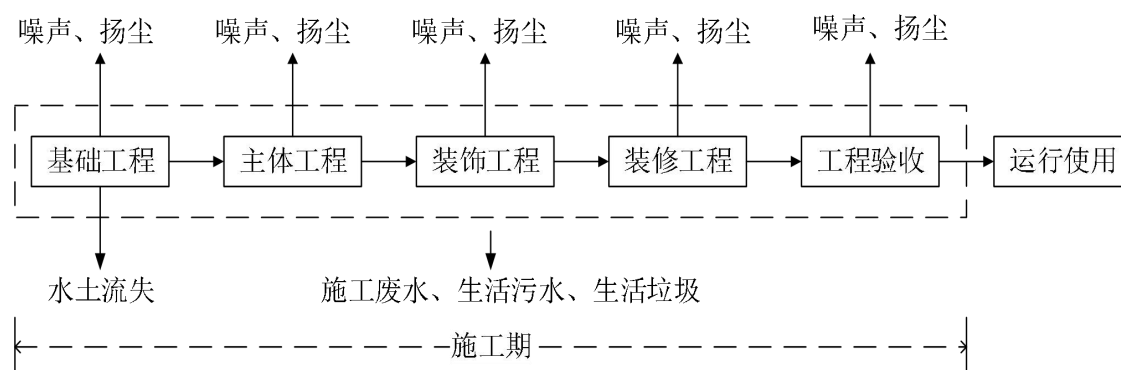 噪声、扬尘
噪声、扬尘
噪声、扬尘
噪声、扬尘
噪声、扬尘
基础工程
主体工程
装饰工程
装修工程
工程验收
运行使用
水土流失
施工废水、生活污水、生活垃圾
施工期